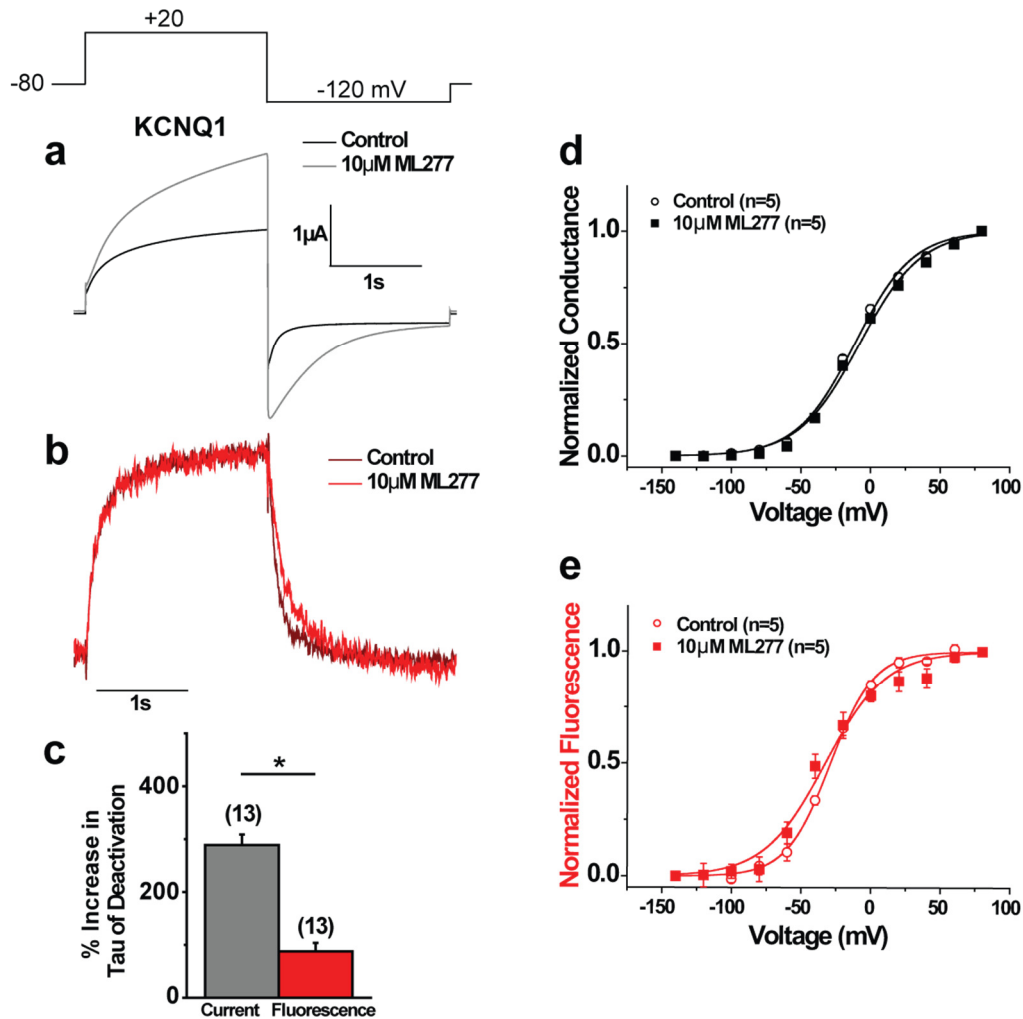 +20
-80
-120 mV
KCNQ1
a
Control
10µM ML277
1µA
1s
b
Control
10µM ML277
1s
c
% Increase in
Tau of Deactivation
400
200
0
*
(13)
(13)
Current Fluorescence
d
Control (n=5)
10µM ML277 (n=5)
Normalized Conductance
1.0
0.5
0.0
-150 -100 -50 0 50 100
Voltage (mV)
e
Control (n=5)
10µM ML277 (n=5)
Normalized Fluorescence
1.0
0.5
0.0
-150 -100 -50 0 50 100
Voltage (mV)